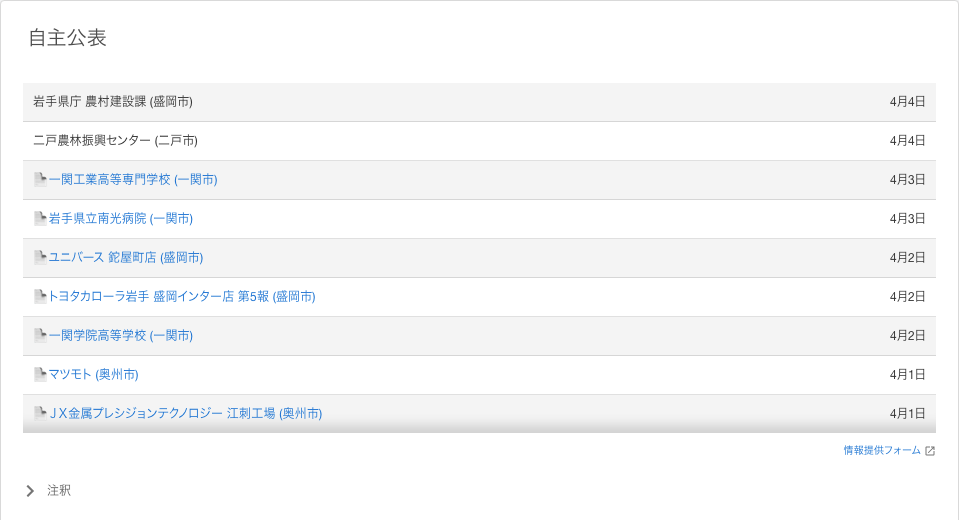 自主公表
岩手県庁 農村建設課 (盛岡市) 4月4日
二戸農林振興センター (二戸市) 4月4日
一関工業高等専門学校 (一関市) 4月3日
岩手県立南光病院 (一関市) 4月3日
ユニバース 鉈屋町店 (盛岡市) 4月2日
トヨタカローラ岩手 盛岡インター店 第5報 (盛岡市) 4月2日
一関学院高等学校 (一関市) 4月2日
マツモト (奥州市) 4月1日
ＪＸ金属プレシジョンテクノロジー 江刺工場 (奥州市) 4月1日
情報提供フォーム
注釈